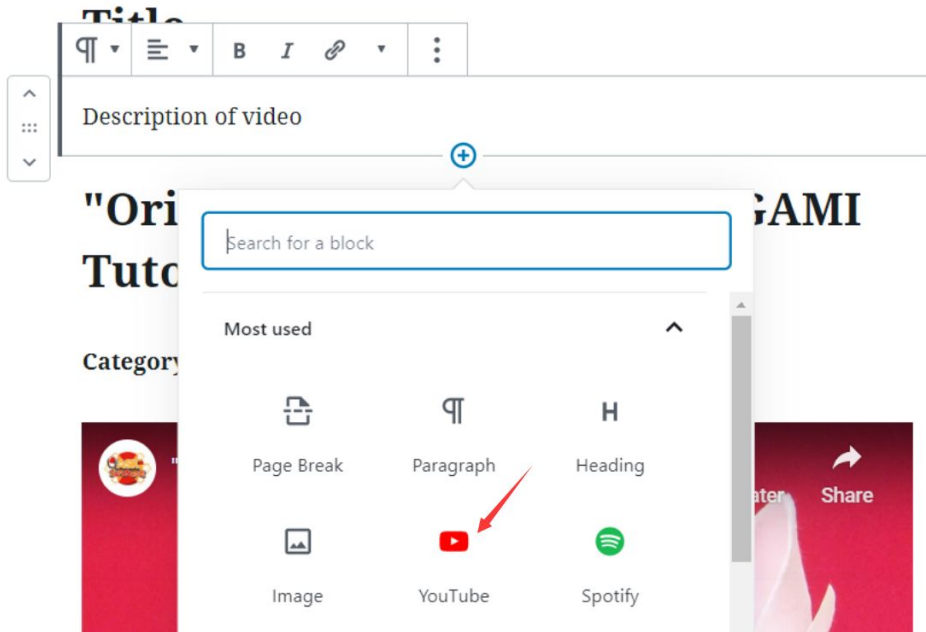 Title
B I
Description of video
"Ori GAMI
Search for a block
Tuto
Most used
Category
Page Break Paragraph Heading
H
ater Share
Image YouTube Spotify